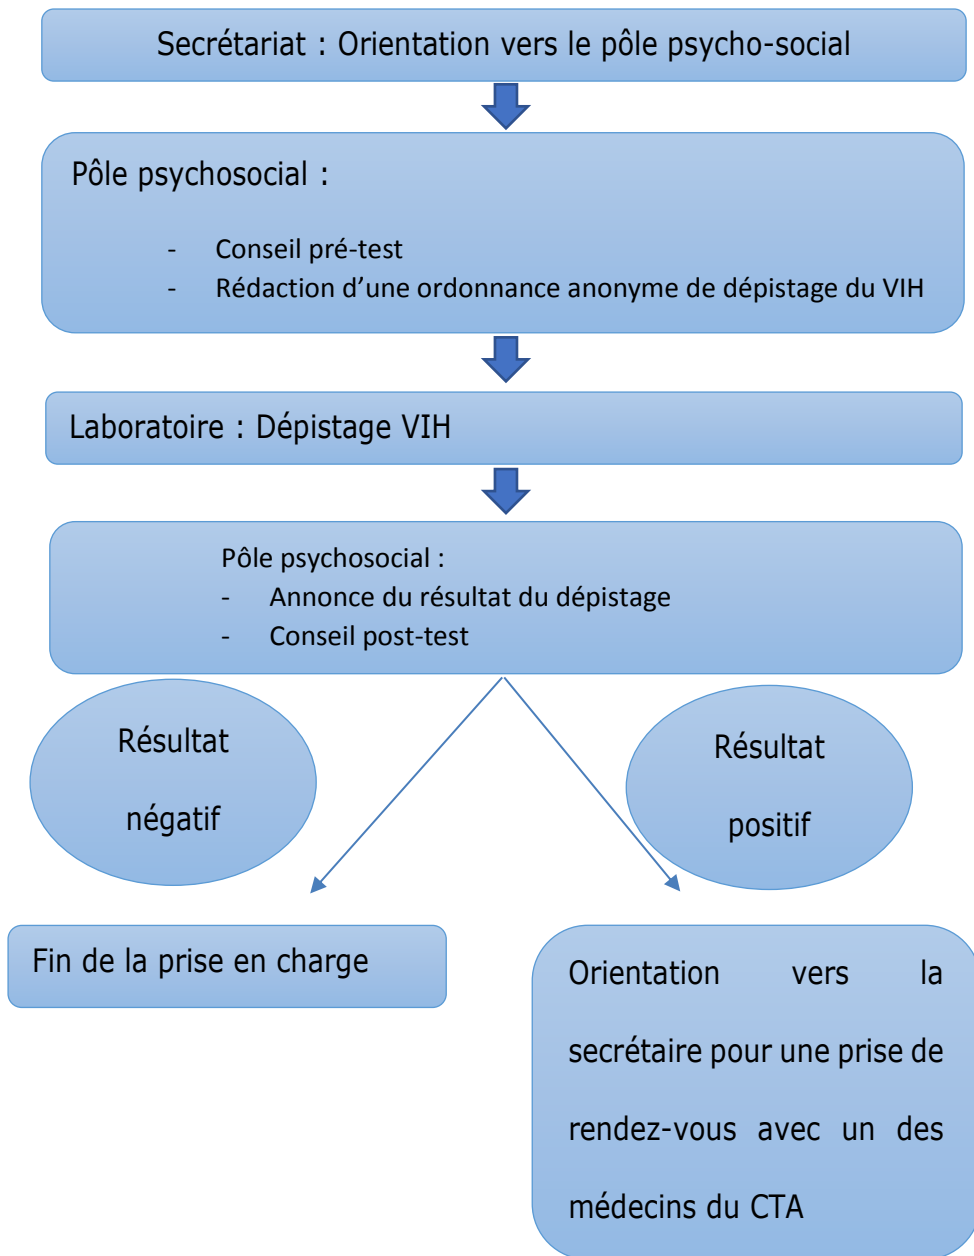 Secrétariat : Orientation vers le pôle psycho-social
Pôle psychosocial :
- Conseil pré-test
- Rédaction d’une ordonnance anonyme de dépistage du VIH
Laboratoire : Dépistage VIH
Pôle psychosocial :
- Annonce du résultat du dépistage
- Conseil post-test
Résultat
négatif
Résultat
positif
Fin de la prise en charge
Orientation vers la
secrétaire pour une prise de
rendez-vous avec un des
médecins du CTA